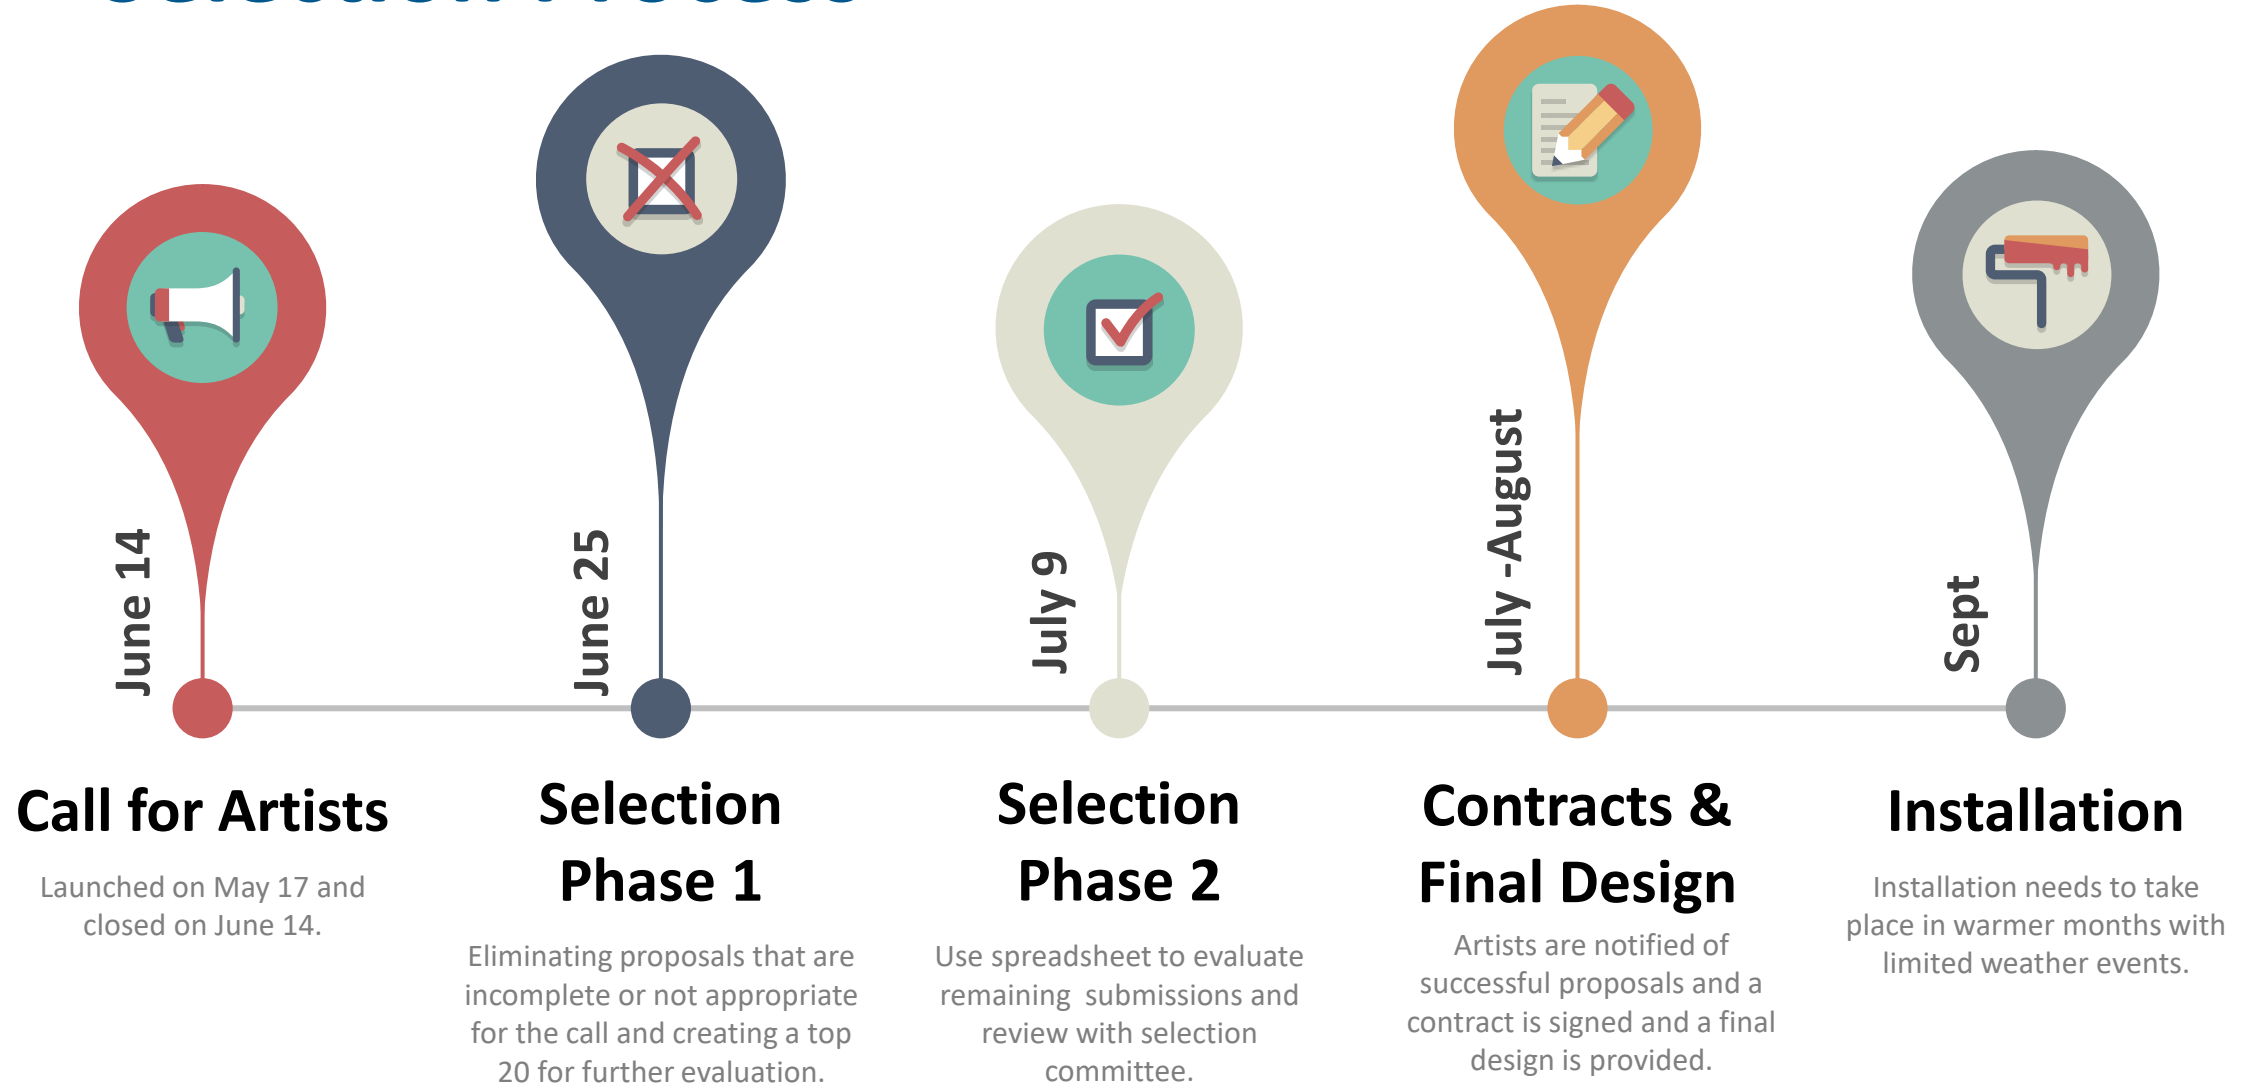 Selection Process
June 14
June 25
July 9
July -August
Sept
Call for Artists
Launched on May 17 and
closed on June 14.
Selection
Phase 1
Eliminating proposals that are
incomplete or not appropriate
for the call and creating a top
20 for further evaluation.
Selection
Phase 2
Use spreadsheet to evaluate
remaining  submissions and
review with selection
committee.
Contracts &
Final Design
Artists are notified of
successful proposals and a
contract is signed and a final
design is provided.
Installation
Installation needs to take
place in warmer months with
limited weather events.